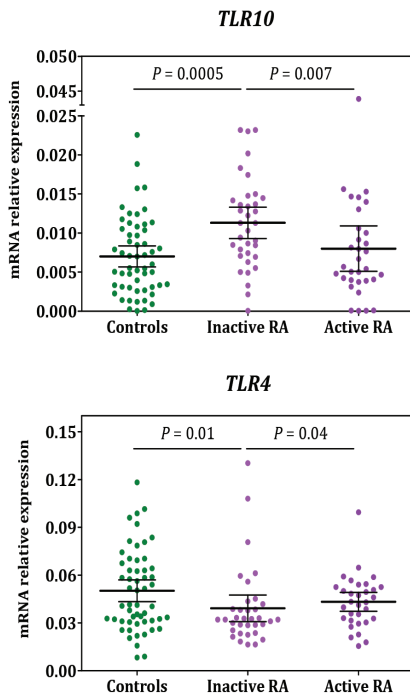 TLR10
0.050
P = 0.0005
P = 0.007
0.045
0.025
0.020
0.015
0.010
0.005
0.000
mRNA relative expression
Controls
Inactive RA
Active RA
TLR4
0.15
P = 0.01
P = 0.04
0.12
0.09
0.06
0.03
0.00
mRNA relative expression
Controls
Inactive RA
Active RA